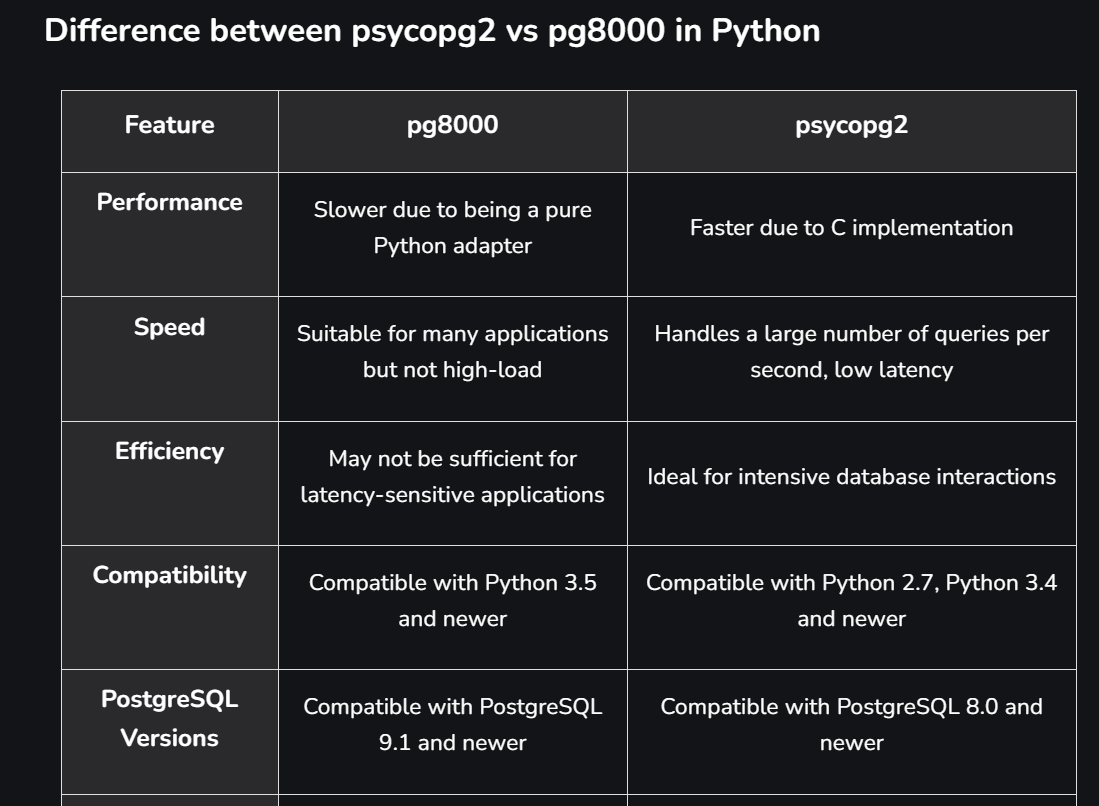 Difference between psycopg2 vs pg8000 in Python
Feature
pg8000
psycopg2
Performance
Slower due to being a pure
Python adapter
Faster due to C implementation
Speed
Suitable for many applications
but not high-load
Handles a large number of queries per
second, low latency
Efficiency
May not be sufficient for
latency-sensitive applications
Ideal for intensive database interactions
Compatibility
Compatible with Python 3.5
and newer
Compatible with Python 2.7, Python 3.4
and newer
PostgreSQL
Versions
Compatible with PostgreSQL
9.1 and newer
Compatible with PostgreSQL 8.0 and
newer